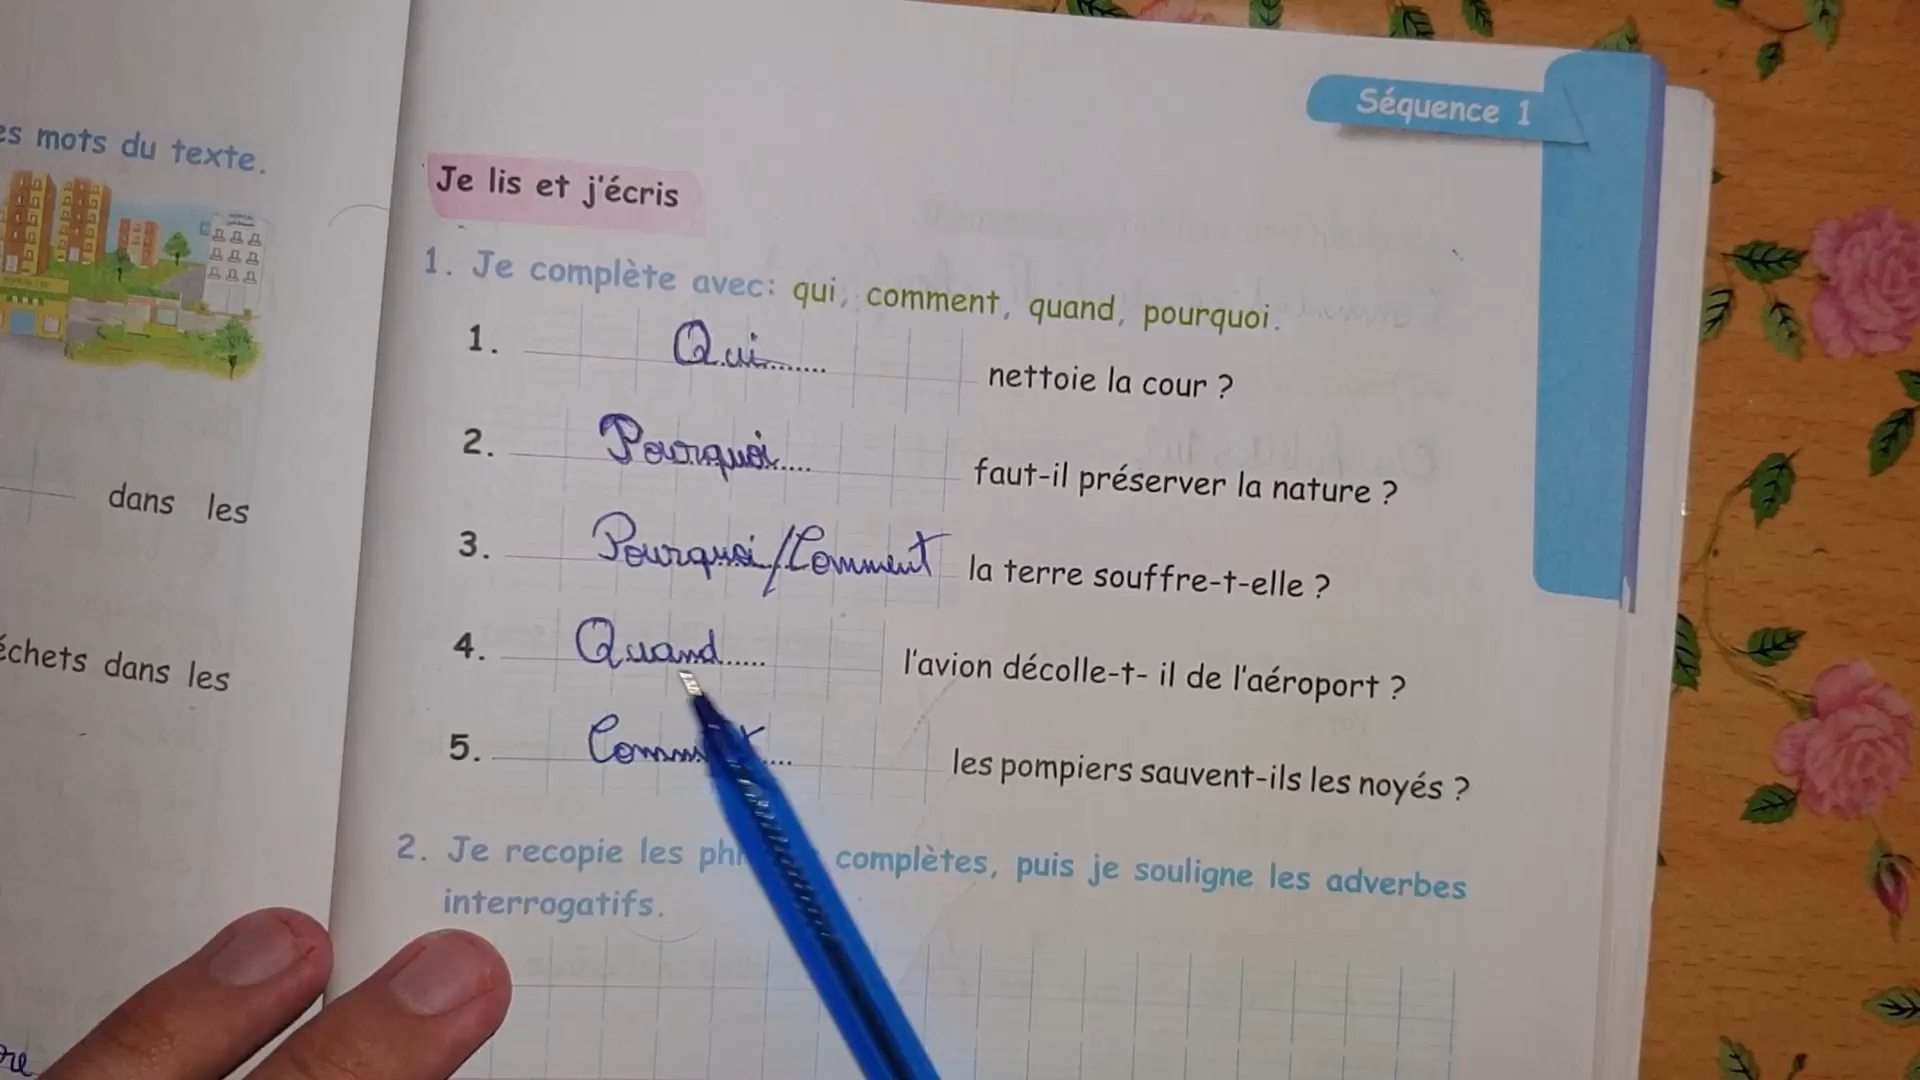 Séquence 1
es mots du texte.
dans les
échets dans les
Je lis et j'écris
1. Je complète avec: qui, comment, quand, pourquoi.
1. Qui....... nettoie la cour ?
2. Pourquoi.... faut-il préserver la nature ?
3. Pourquoi/Comment la terre souffre-t-elle ?
4. Quand..... l'avion décolle-t- il de l'aéroport ?
5. Comment.... les pompiers sauvent-ils les noyés ?
2. Je recopie les phr complètes, puis je souligne les adverbes
interrogatifs.